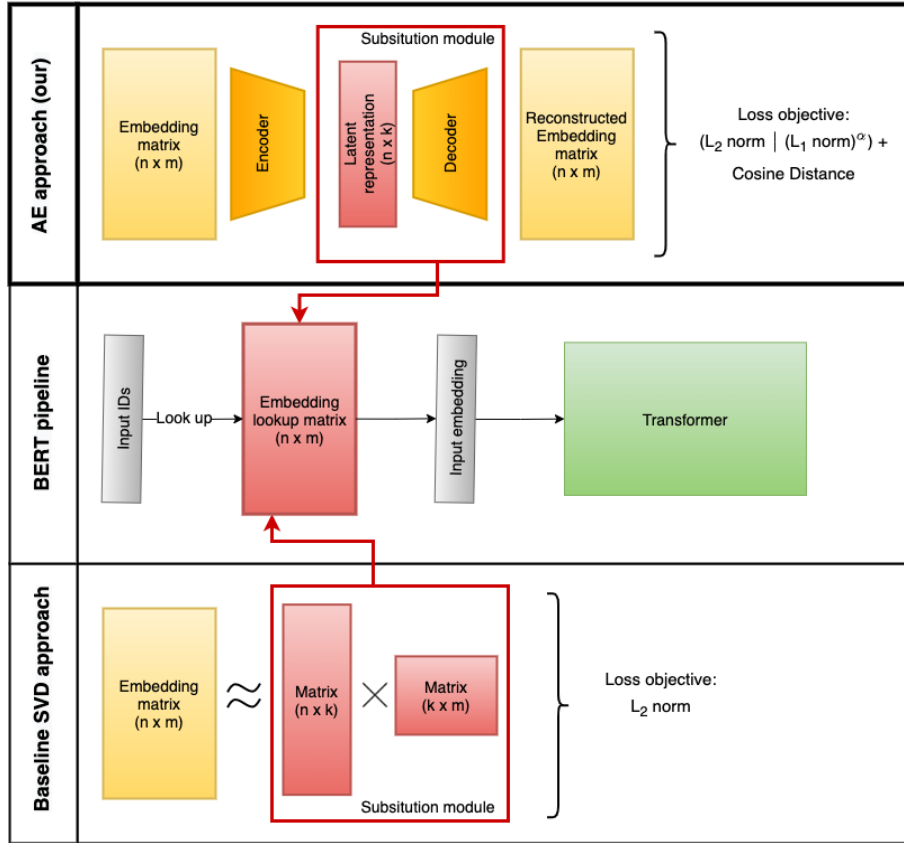 AE approach (our)
Embedding
matrix
(n x m)
Encoder
Subsitution module
Latent
representation
(n x k)
Decoder
Reconstructed
Embedding
matrix
(n x m)
Loss objective:
(L₂ norm | (L₁ norm)^α) +
Cosine Distance
BERT pipeline
Input IDs
Look up
Embedding
lookup matrix
(n x m)
Input embedding
Transformer
Baseline SVD approach
Embedding
matrix
(n x m)
≈
Matrix
(n x k)
×
Matrix
(k x m)
Subsitution module
Loss objective:
L₂ norm